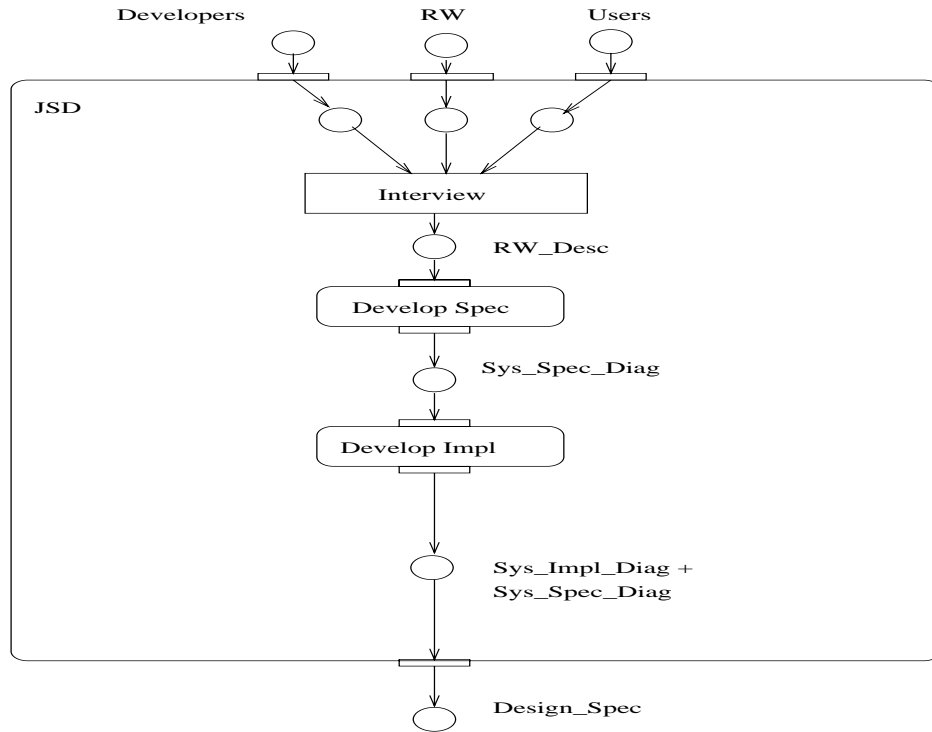 Developers
RW
Users
JSD
Interview
RW_Desc
Develop Spec
Sys_Spec_Diag
Develop Impl
Sys_Impl_Diag +
Sys_Spec_Diag
Design_Spec